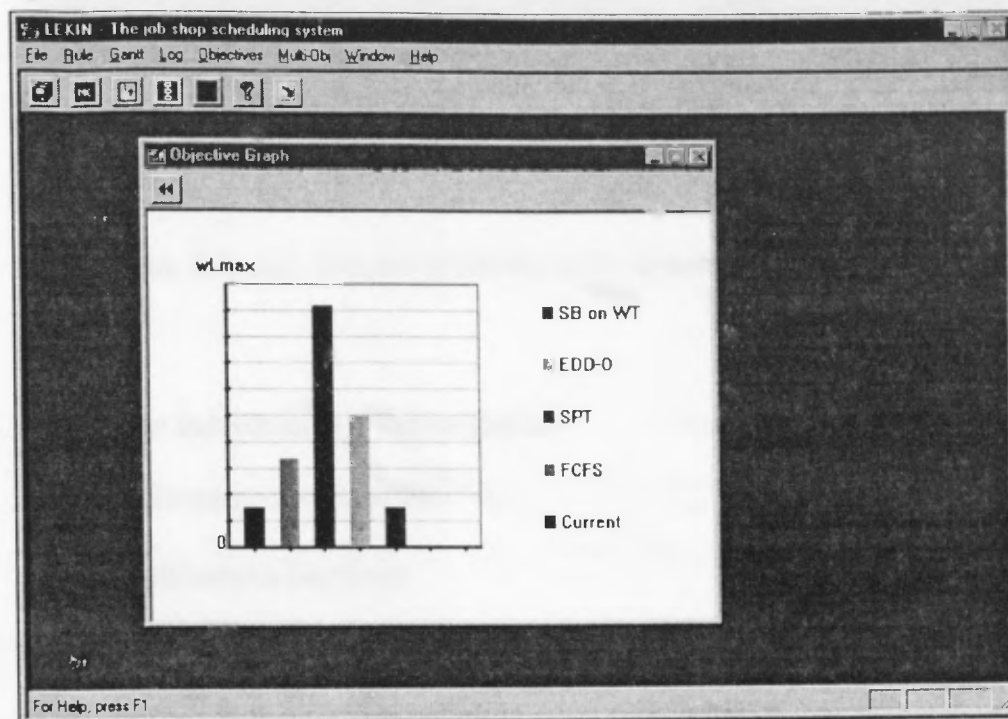 LEKIN - The job shop scheduling system
File Rule Gantt Log Objectives Multi-Obj Window Help
Objective Graph
wLmax
0
SB on WT
EDD-O
SPT
FCFS
Current
For Help, press F1